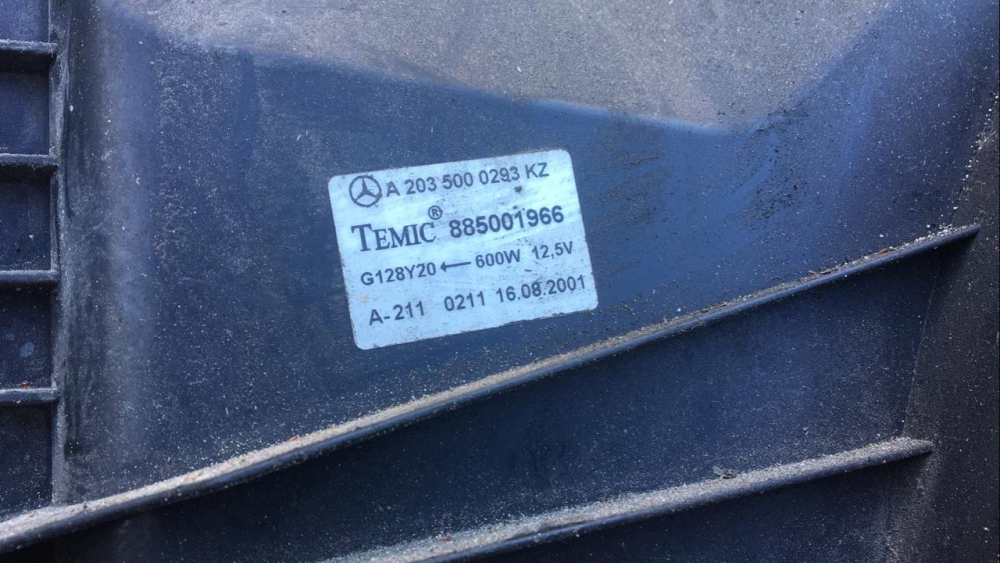 A 203 500 0293 KZ
TEMIC® 885001966
G128Y20 ← 600W 12,5V
A-211 0211 16.08.2001